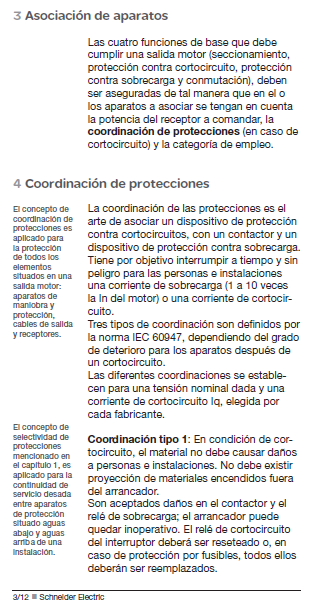 3 Asociación de aparatos
Las cuatro funciones de base que debe
cumplir una salida motor (seccionamiento,
protección contra cortocircuito, protección
contra sobrecarga y conmutación), deben
ser aseguradas de tal manera que en el o
los aparatos a asociar se tengan en cuenta
la potencia del receptor a comandar, la
coordinación de protecciones (en caso de
cortocircuito) y la categoría de empleo.
4 Coordinación de protecciones
El concepto de
coordinación de
protecciones es
aplicado para
la protección
de todos los
elementos
situados en una
salida motor:
aparatos de
maniobra y
protección,
cables de salida
y receptores.
La coordinación de las protecciones es el
arte de asociar un dispositivo de protección
contra cortocircuitos, con un contactor y un
dispositivo de protección contra sobrecarga.
Tiene por objetivo interrumpir a tiempo y sin
peligro para las personas e instalaciones
una corriente de sobrecarga (1 a 10 veces
la In del motor) o una corriente de cortocir-
cuito.
Tres tipos de coordinación son definidos por
la norma IEC 60947, dependiendo del grado
de deterioro para los aparatos después de
un cortocircuito.
Las diferentes coordinaciones se estable-
cen para una tensión nominal dada y una
corriente de cortocircuito Iq, elegida por
cada fabricante.
El concepto de
selectividad de
protecciones
mencionado en
el capítulo 1, es
aplicado para la
continuidad de
servicio desada
entre aparatos
de protección
situado aguas
abajo y aguas
arriba de una
instalación.
Coordinación tipo 1: En condición de cor-
tocircuito, el material no debe causar daños
a personas e instalaciones. No debe existir
proyección de materiales encendidos fuera
del arrancador.
Son aceptados daños en el contactor y el
relé de sobrecarga; el arrancador puede
quedar inoperativo. El relé de cortocircuito
del interruptor deberá ser reseteado o, en
caso de protección por fusibles, todos ellos
deberán ser reemplazados.
3/12 ■ Schneider Electric